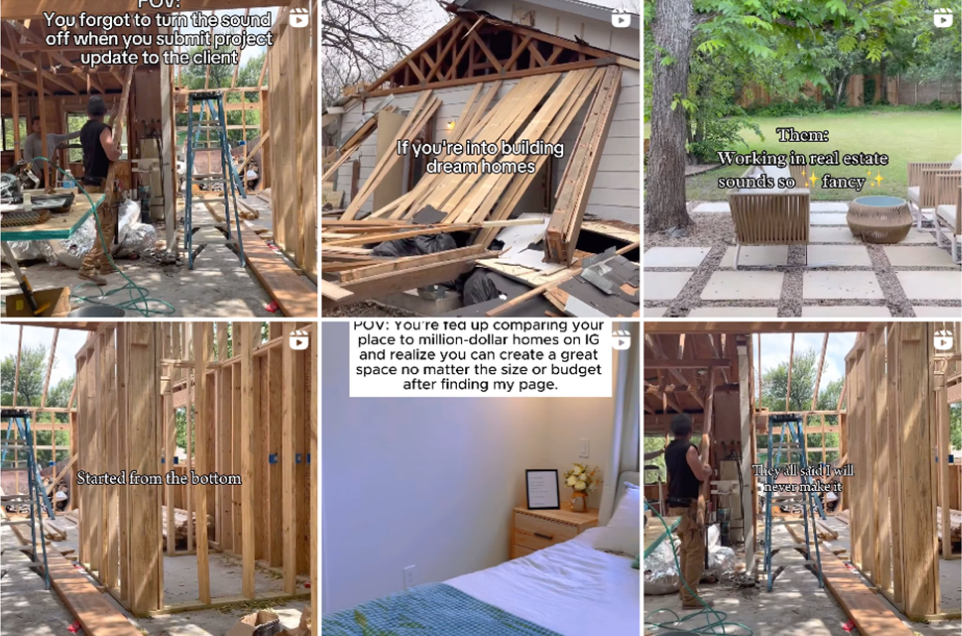 POV:
You forgot to turn the sound
off when you submit project
update to the client
If you're into building
dream homes
Them:
Working in real estate
sounds so ✨fancy✨
Started from the bottom
POV: You're fed up comparing your
place to million-dollar homes on IG
and realize you can create a great
space no matter the size or budget
after finding my page.
They all said I will
never make it